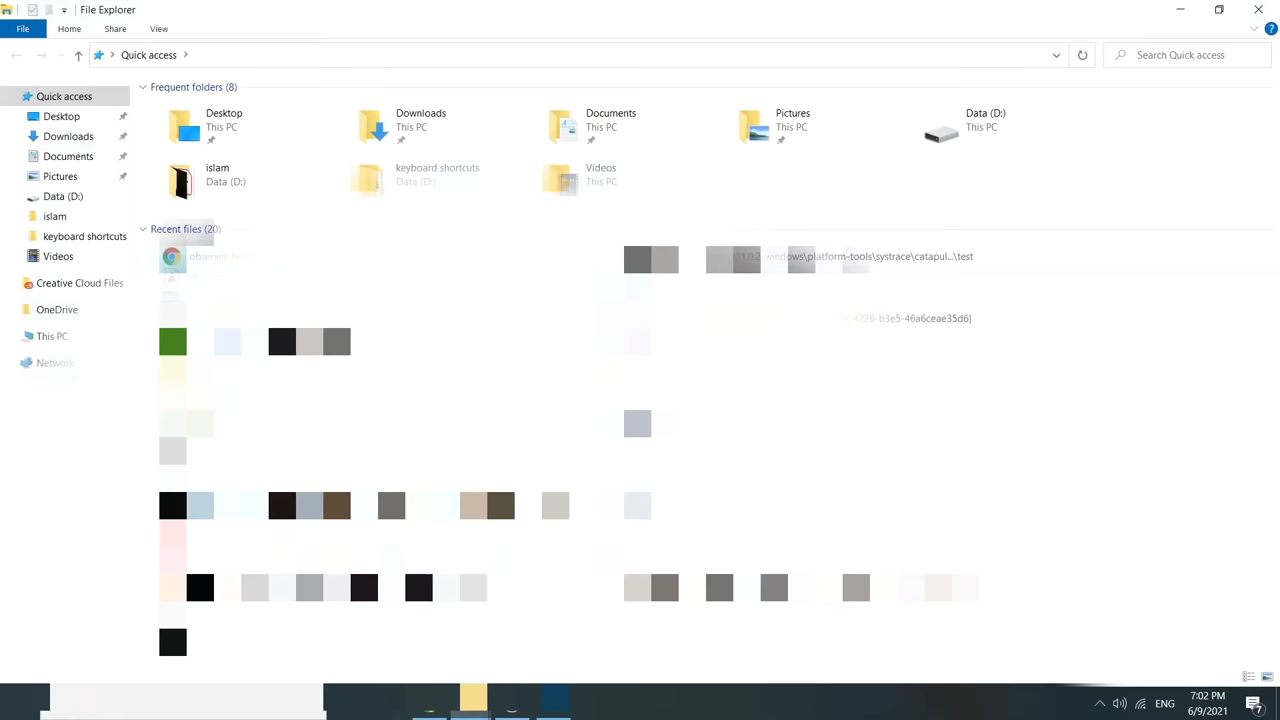 File Explorer
File Home Share View
Quick access
Search Quick access
Quick access
Desktop
Downloads
Documents
Pictures
Data (D:)
islam
keyboard shortcuts
Videos
Creative Cloud Files
OneDrive
This PC
Network
Frequent folders (8)
Desktop
This PC
Downloads
This PC
Documents
This PC
Pictures
This PC
Data (D:)
This PC
islam
Data (D:)
keyboard shortcuts
Data (D:)
Videos
This PC
Recent files (20)
observer
windows\platform-tools\systrace\catapul...\test
4226-b3e5-46a6ceae35d6}
ENG
7:02 PM
6/9/2021
7